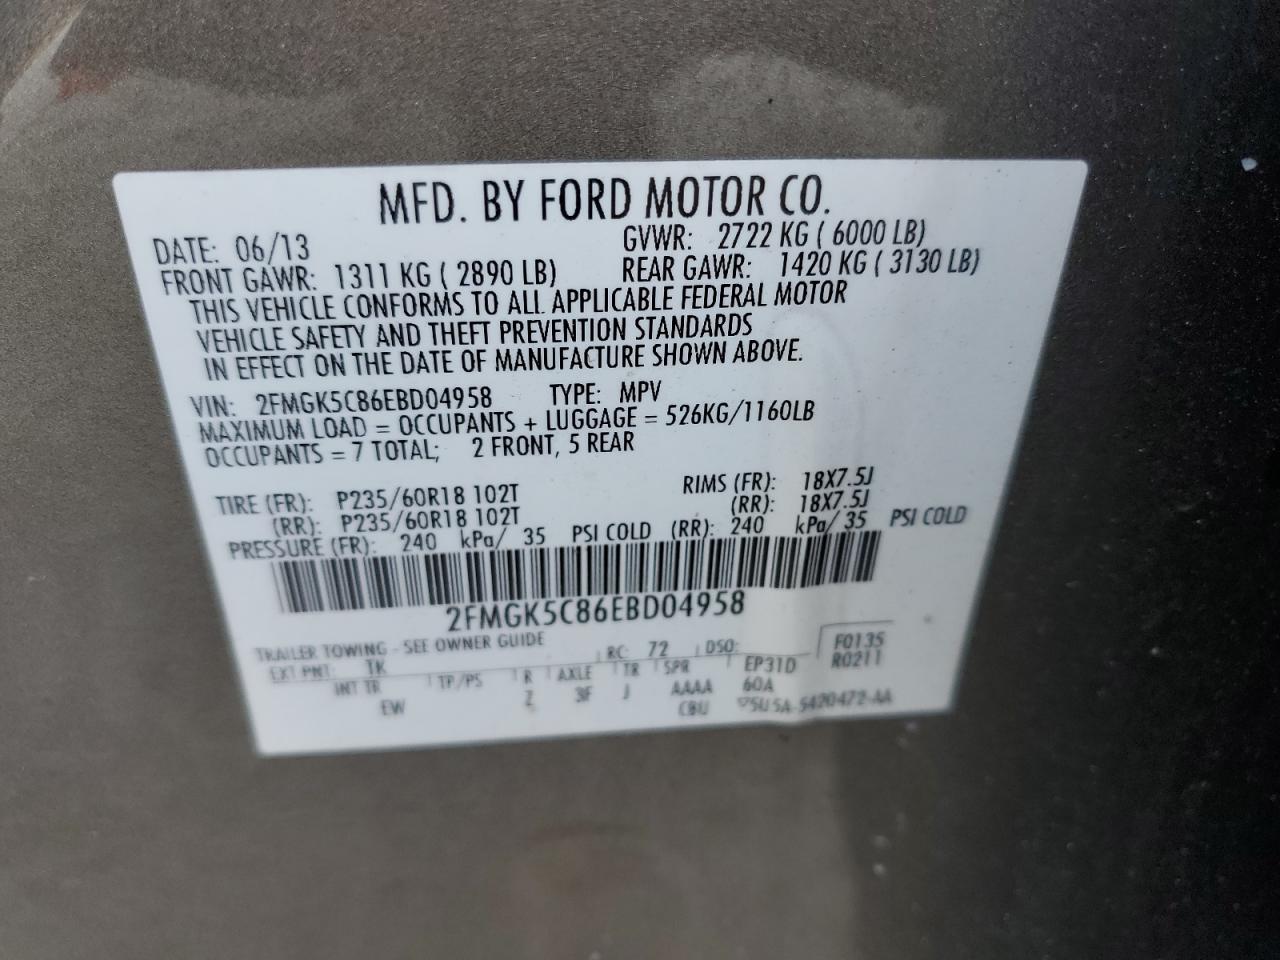 MFD. BY FORD MOTOR CO.
DATE: 06/13 GVWR: 2722 KG ( 6000 LB)
FRONT GAWR: 1311 KG ( 2890 LB) REAR GAWR: 1420 KG ( 3130 LB)
THIS VEHICLE CONFORMS TO ALL APPLICABLE FEDERAL MOTOR
VEHICLE SAFETY AND THEFT PREVENTION STANDARDS
IN EFFECT ON THE DATE OF MANUFACTURE SHOWN ABOVE.
VIN: 2FMGK5C86EBD04958 TYPE: MPV
MAXIMUM LOAD = OCCUPANTS + LUGGAGE = 526KG/1160LB
OCCUPANTS = 7 TOTAL; 2 FRONT, 5 REAR
TIRE (FR): P235/60R18 102T RIMS (FR): 18X7.5J
(RR): P235/60R18 102T (RR): 18X7.5J
PRESSURE (FR): 240 kPa/ 35 PSI COLD (RR): 240 kPa/ 35 PSI COLD
2FMGK5C86EBD04958
TRAILER TOWING - SEE OWNER GUIDE RC: 72 DSO: F0135
EXT PNT: TK R0211
INT TR TP/PS R AXLE TR SPR EP31D
EW Z 3F J AAAA 60A
CBU 5U5A-5420472-AA